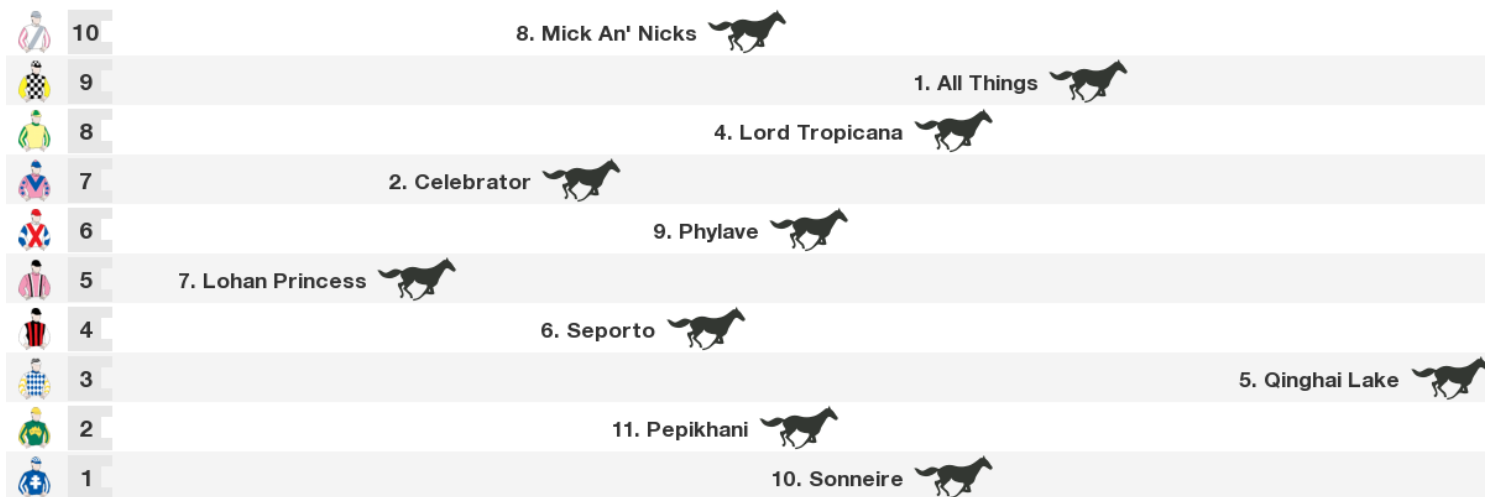 10 8. Mick An' Nicks
9 1. All Things
8 4. Lord Tropicana
7 2. Celebrator
6 9. Phylave
5 7. Lohan Princess
4 6. Seporto
3 5. Qinghai Lake
2 11. Pepikhani
1 10. Sonneire